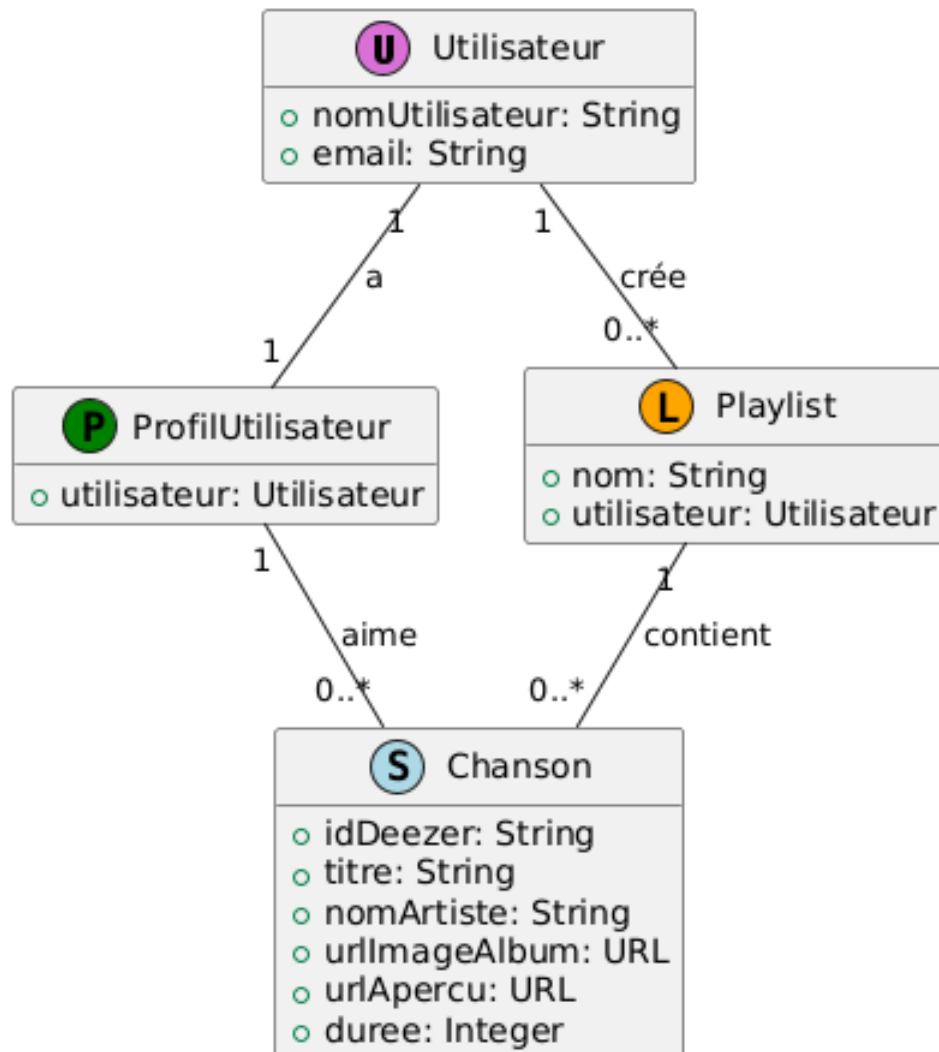 U Utilisateur
nomUtilisateur: String
email: String
1
1
a
crée
1
0..*
P ProfilUtilisateur
utilisateur: Utilisateur
L Playlist
nom: String
utilisateur: Utilisateur
1
1
aime
contient
0..*
0..*
S Chanson
idDeezer: String
titre: String
nomArtiste: String
urlImageAlbum: URL
urlApercu: URL
duree: Integer